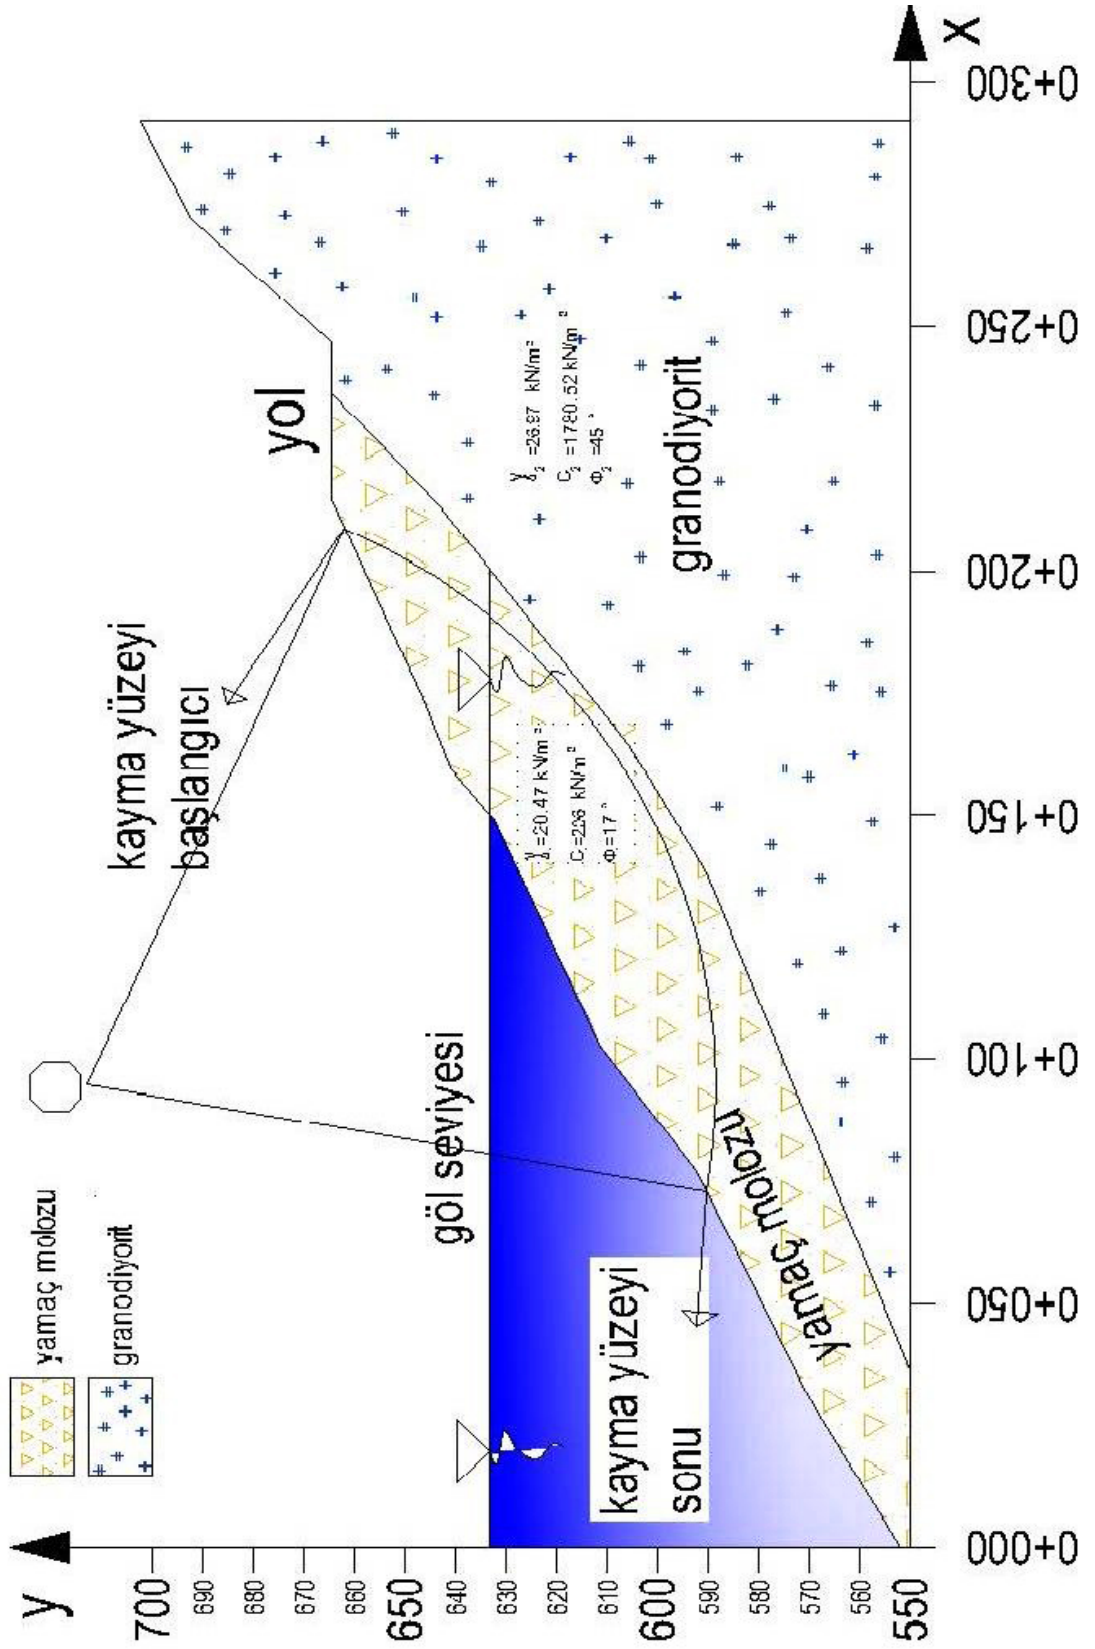 y
yamaç molozu
granodiyorit
kayma yüzeyi
başlangıcı
yol
göl seviyesi
kayma yüzeyi
sonu
yamaç molozu
granodiyorit
=20.47 kN/m³
Φ=17°
ɣ₂ =26.97 kN/m³
C₂ =1780.52 kN/m²
Φ₂ =45°
700
690
680
670
660
650
640
630
620
610
600
590
580
570
560
550
0+000
0+050
0+100
0+150
0+200
0+250
0+300
X